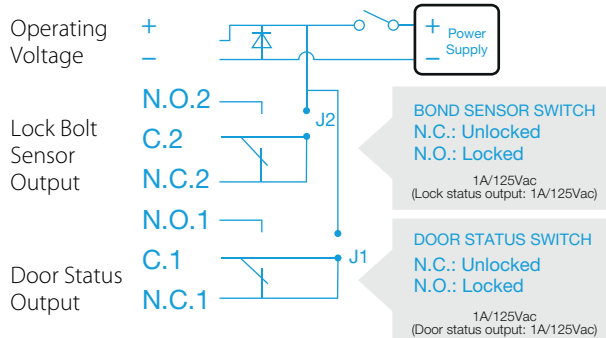 Operating
Voltage
+
−
+
−
Power
Supply
Lock Bolt
Sensor
Output
N.O.2
C.2
N.C.2
J2
BOND SENSOR SWITCH
N.C.: Unlocked
N.O.: Locked
1A/125Vac
(Lock status output: 1A/125Vac)
Door Status
Output
N.O.1
C.1
N.C.1
J1
DOOR STATUS SWITCH
N.C.: Unlocked
N.O.: Locked
1A/125Vac
(Door status output: 1A/125Vac)